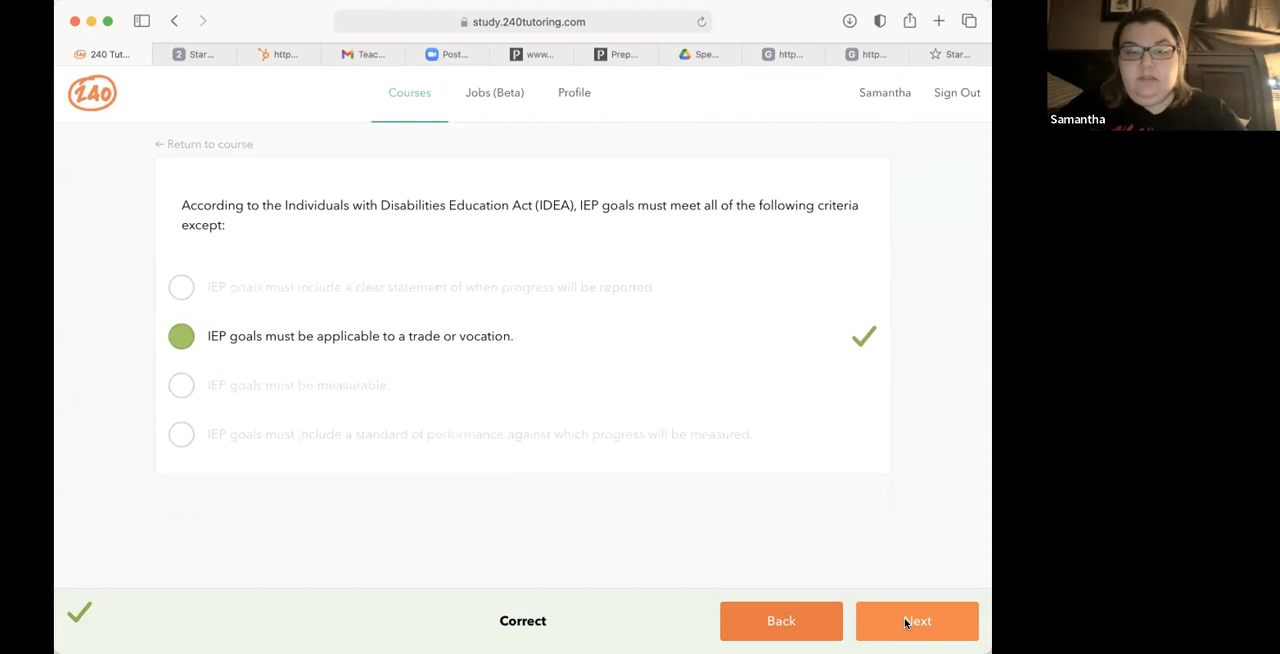 study.240tutoring.com
240 Tut...
Star...
http...
Teac...
Post...
www...
Prep...
Spe...
http...
http...
Star...
240
Courses
Jobs (Beta)
Profile
Samantha
Sign Out
Samantha
← Return to course
According to the Individuals with Disabilities Education Act (IDEA), IEP goals must meet all of the following criteria
except:
IEP goals must include a clear statement of when progress will be reported
IEP goals must be applicable to a trade or vocation.
IEP goals must be measurable.
IEP goals must include a standard of performance against which progress will be measured.
Correct
Back
Next